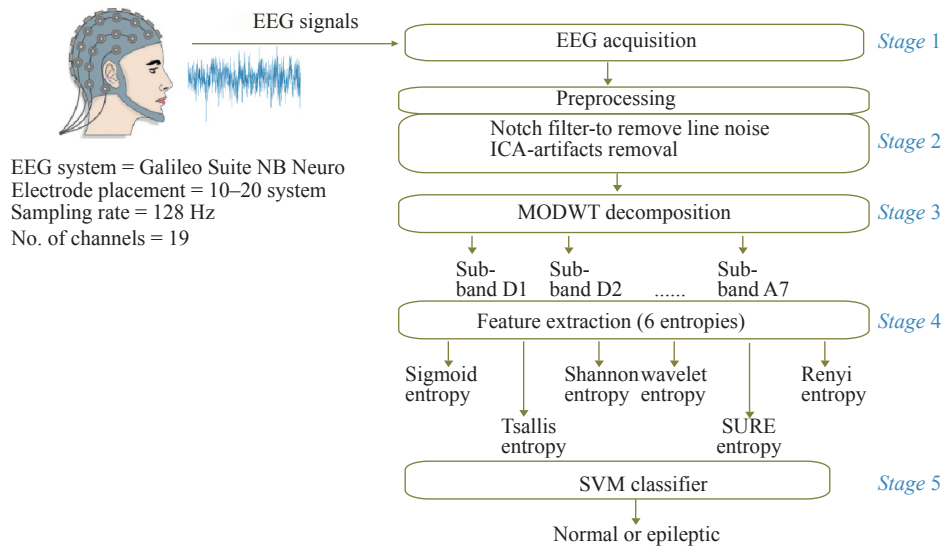 EEG signals
EEG acquisition
Stage 1
Preprocessing
Notch filter-to remove line noise
ICA-artifacts removal
Stage 2
EEG system = Galileo Suite NB Neuro
Electrode placement = 10–20 system
Sampling rate = 128 Hz
No. of channels = 19
MODWT decomposition
Stage 3
Sub-
band D1
Sub-
band D2
......
Sub-
band A7
Feature extraction (6 entropies)
Stage 4
Sigmoid
entropy
Shannon
entropy
wavelet
entropy
Renyi
entropy
Tsallis
entropy
SURE
entropy
SVM classifier
Stage 5
Normal or epileptic